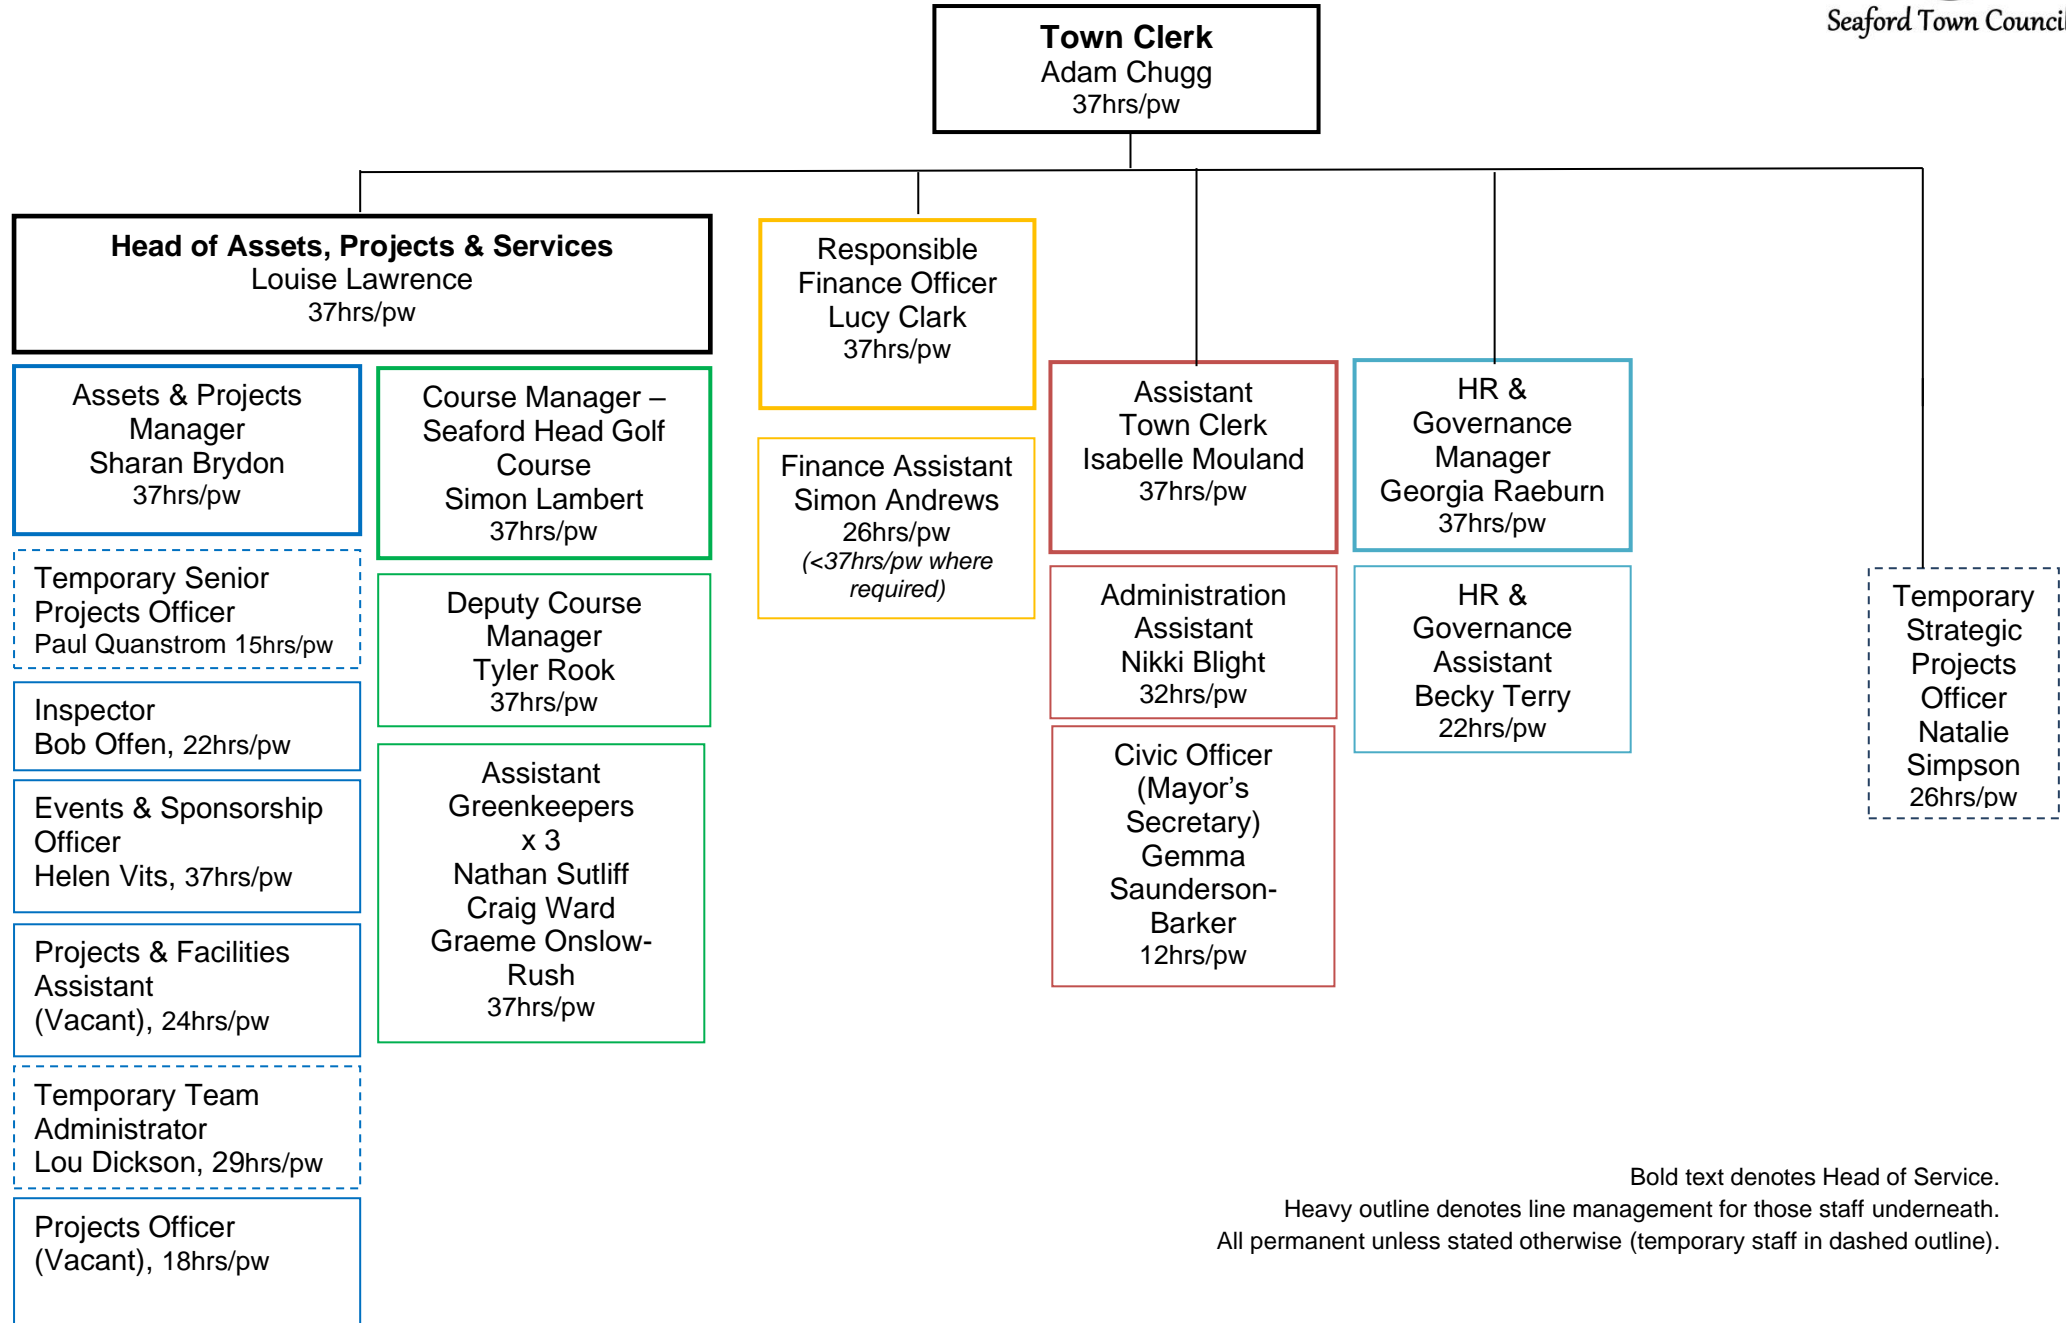 Seaford Town Council
Town Clerk
Adam Chugg
37hrs/pw
Head of Assets, Projects & Services
Louise Lawrence
37hrs/pw
Assets & Projects
Manager
Sharan Brydon
37hrs/pw
Temporary Senior
Projects Officer
Paul Quanstrom 15hrs/pw
Inspector
Bob Offen, 22hrs/pw
Events & Sponsorship
Officer
Helen Vits, 37hrs/pw
Projects & Facilities
Assistant
(Vacant), 24hrs/pw
Temporary Team
Administrator
Lou Dickson, 29hrs/pw
Projects Officer
(Vacant), 18hrs/pw
Course Manager –
Seaford Head Golf
Course
Simon Lambert
37hrs/pw
Deputy Course
Manager
Tyler Rook
37hrs/pw
Assistant
Greenkeepers
x 3
Nathan Sutliff
Craig Ward
Graeme Onslow-
Rush
37hrs/pw
Responsible
Finance Officer
Lucy Clark
37hrs/pw
Finance Assistant
Simon Andrews
26hrs/pw
(<37hrs/pw where
required)
Assistant
Town Clerk
Isabelle Mouland
37hrs/pw
Administration
Assistant
Nikki Blight
32hrs/pw
Civic Officer
(Mayor’s
Secretary)
Gemma
Saunderson-
Barker
12hrs/pw
HR &
Governance
Manager
Georgia Raeburn
37hrs/pw
HR &
Governance
Assistant
Becky Terry
22hrs/pw
Temporary
Strategic
Projects
Officer
Natalie
Simpson
26hrs/pw
Bold text denotes Head of Service.
Heavy outline denotes line management for those staff underneath.
All permanent unless stated otherwise (temporary staff in dashed outline).